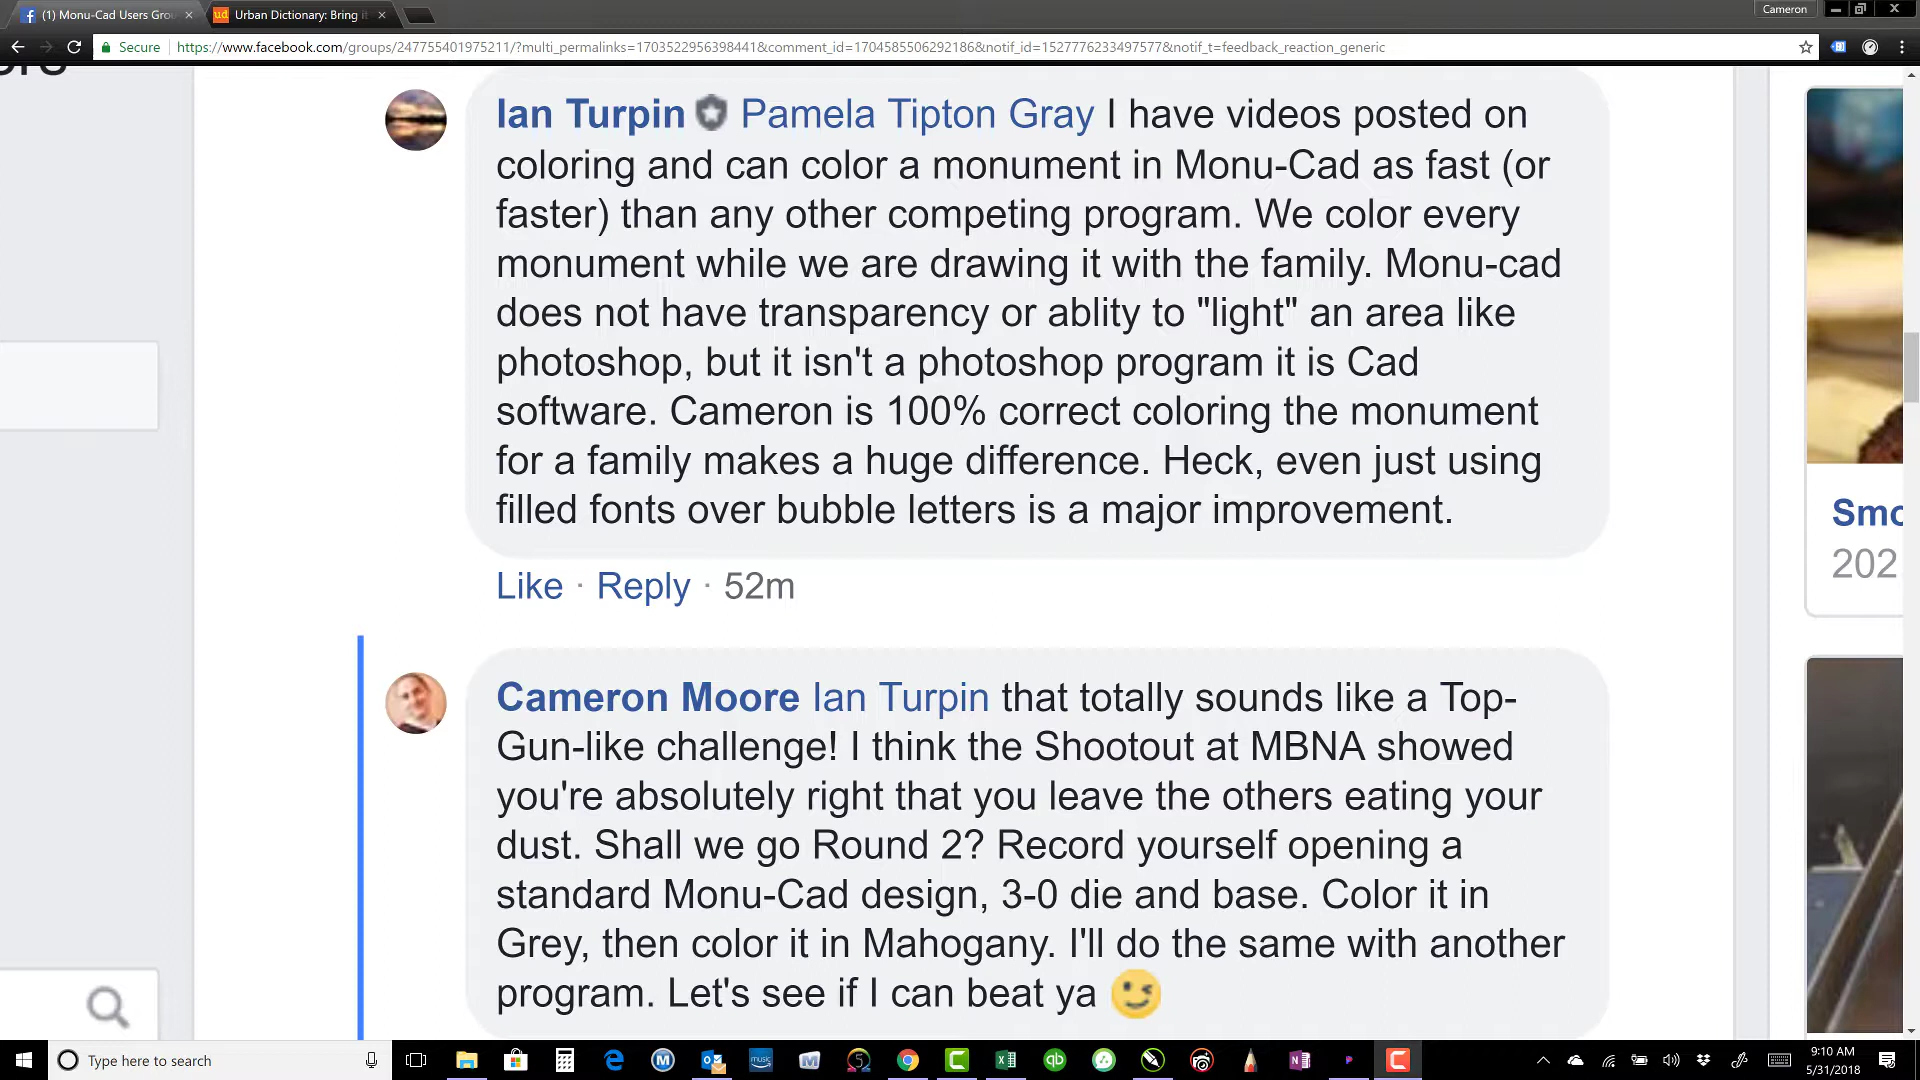 (1) Monu-Cad Users Grou
Urban Dictionary: Bring it
Cameron
Secure
https://www.facebook.com/groups/247755401975211/?multi_permalinks=1703522956398441&comment_id=1704585506292186&notif_id=1527776233497577&notif_t=feedback_reaction_generic
Ian Turpin Pamela Tipton Gray I have videos posted on
coloring and can color a monument in Monu-Cad as fast (or
faster) than any other competing program. We color every
monument while we are drawing it with the family. Monu-cad
does not have transparency or ablity to "light" an area like
photoshop, but it isn't a photoshop program it is Cad
software. Cameron is 100% correct coloring the monument
for a family makes a huge difference. Heck, even just using
filled fonts over bubble letters is a major improvement.
Like · Reply · 52m
Smo
202
Cameron Moore Ian Turpin that totally sounds like a Top-
Gun-like challenge! I think the Shootout at MBNA showed
you're absolutely right that you leave the others eating your
dust. Shall we go Round 2? Record yourself opening a
standard Monu-Cad design, 3-0 die and base. Color it in
Grey, then color it in Mahogany. I'll do the same with another
program. Let's see if I can beat ya
Type here to search
music
9:10 AM
5/31/2018